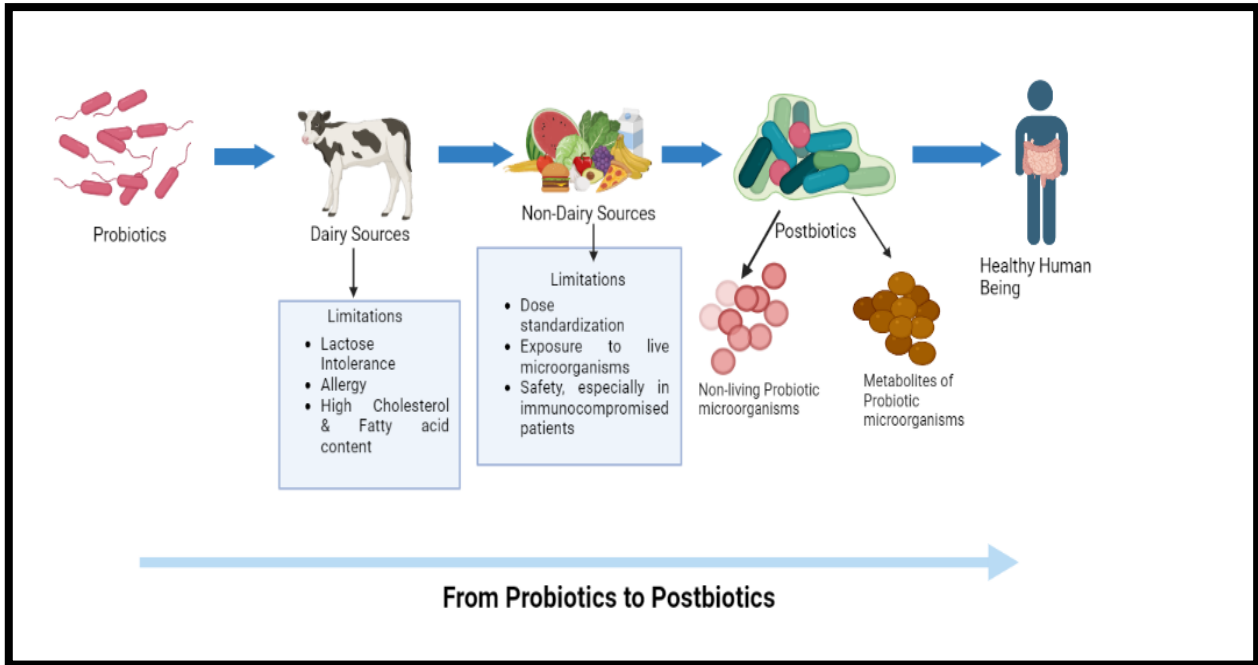 Probiotics
Dairy Sources
Non-Dairy Sources
Postbiotics
Healthy Human
Being
Limitations
• Lactose
Intolerance
• Allergy
• High Cholesterol
& Fatty acid
content
Limitations
• Dose
standardization
• Exposure to live
microorganisms
• Safety, especially in
immunocompromised
patients
Non-living Probiotic
microorganisms
Metabolites of
Probiotic
microorganisms
From Probiotics to Postbiotics